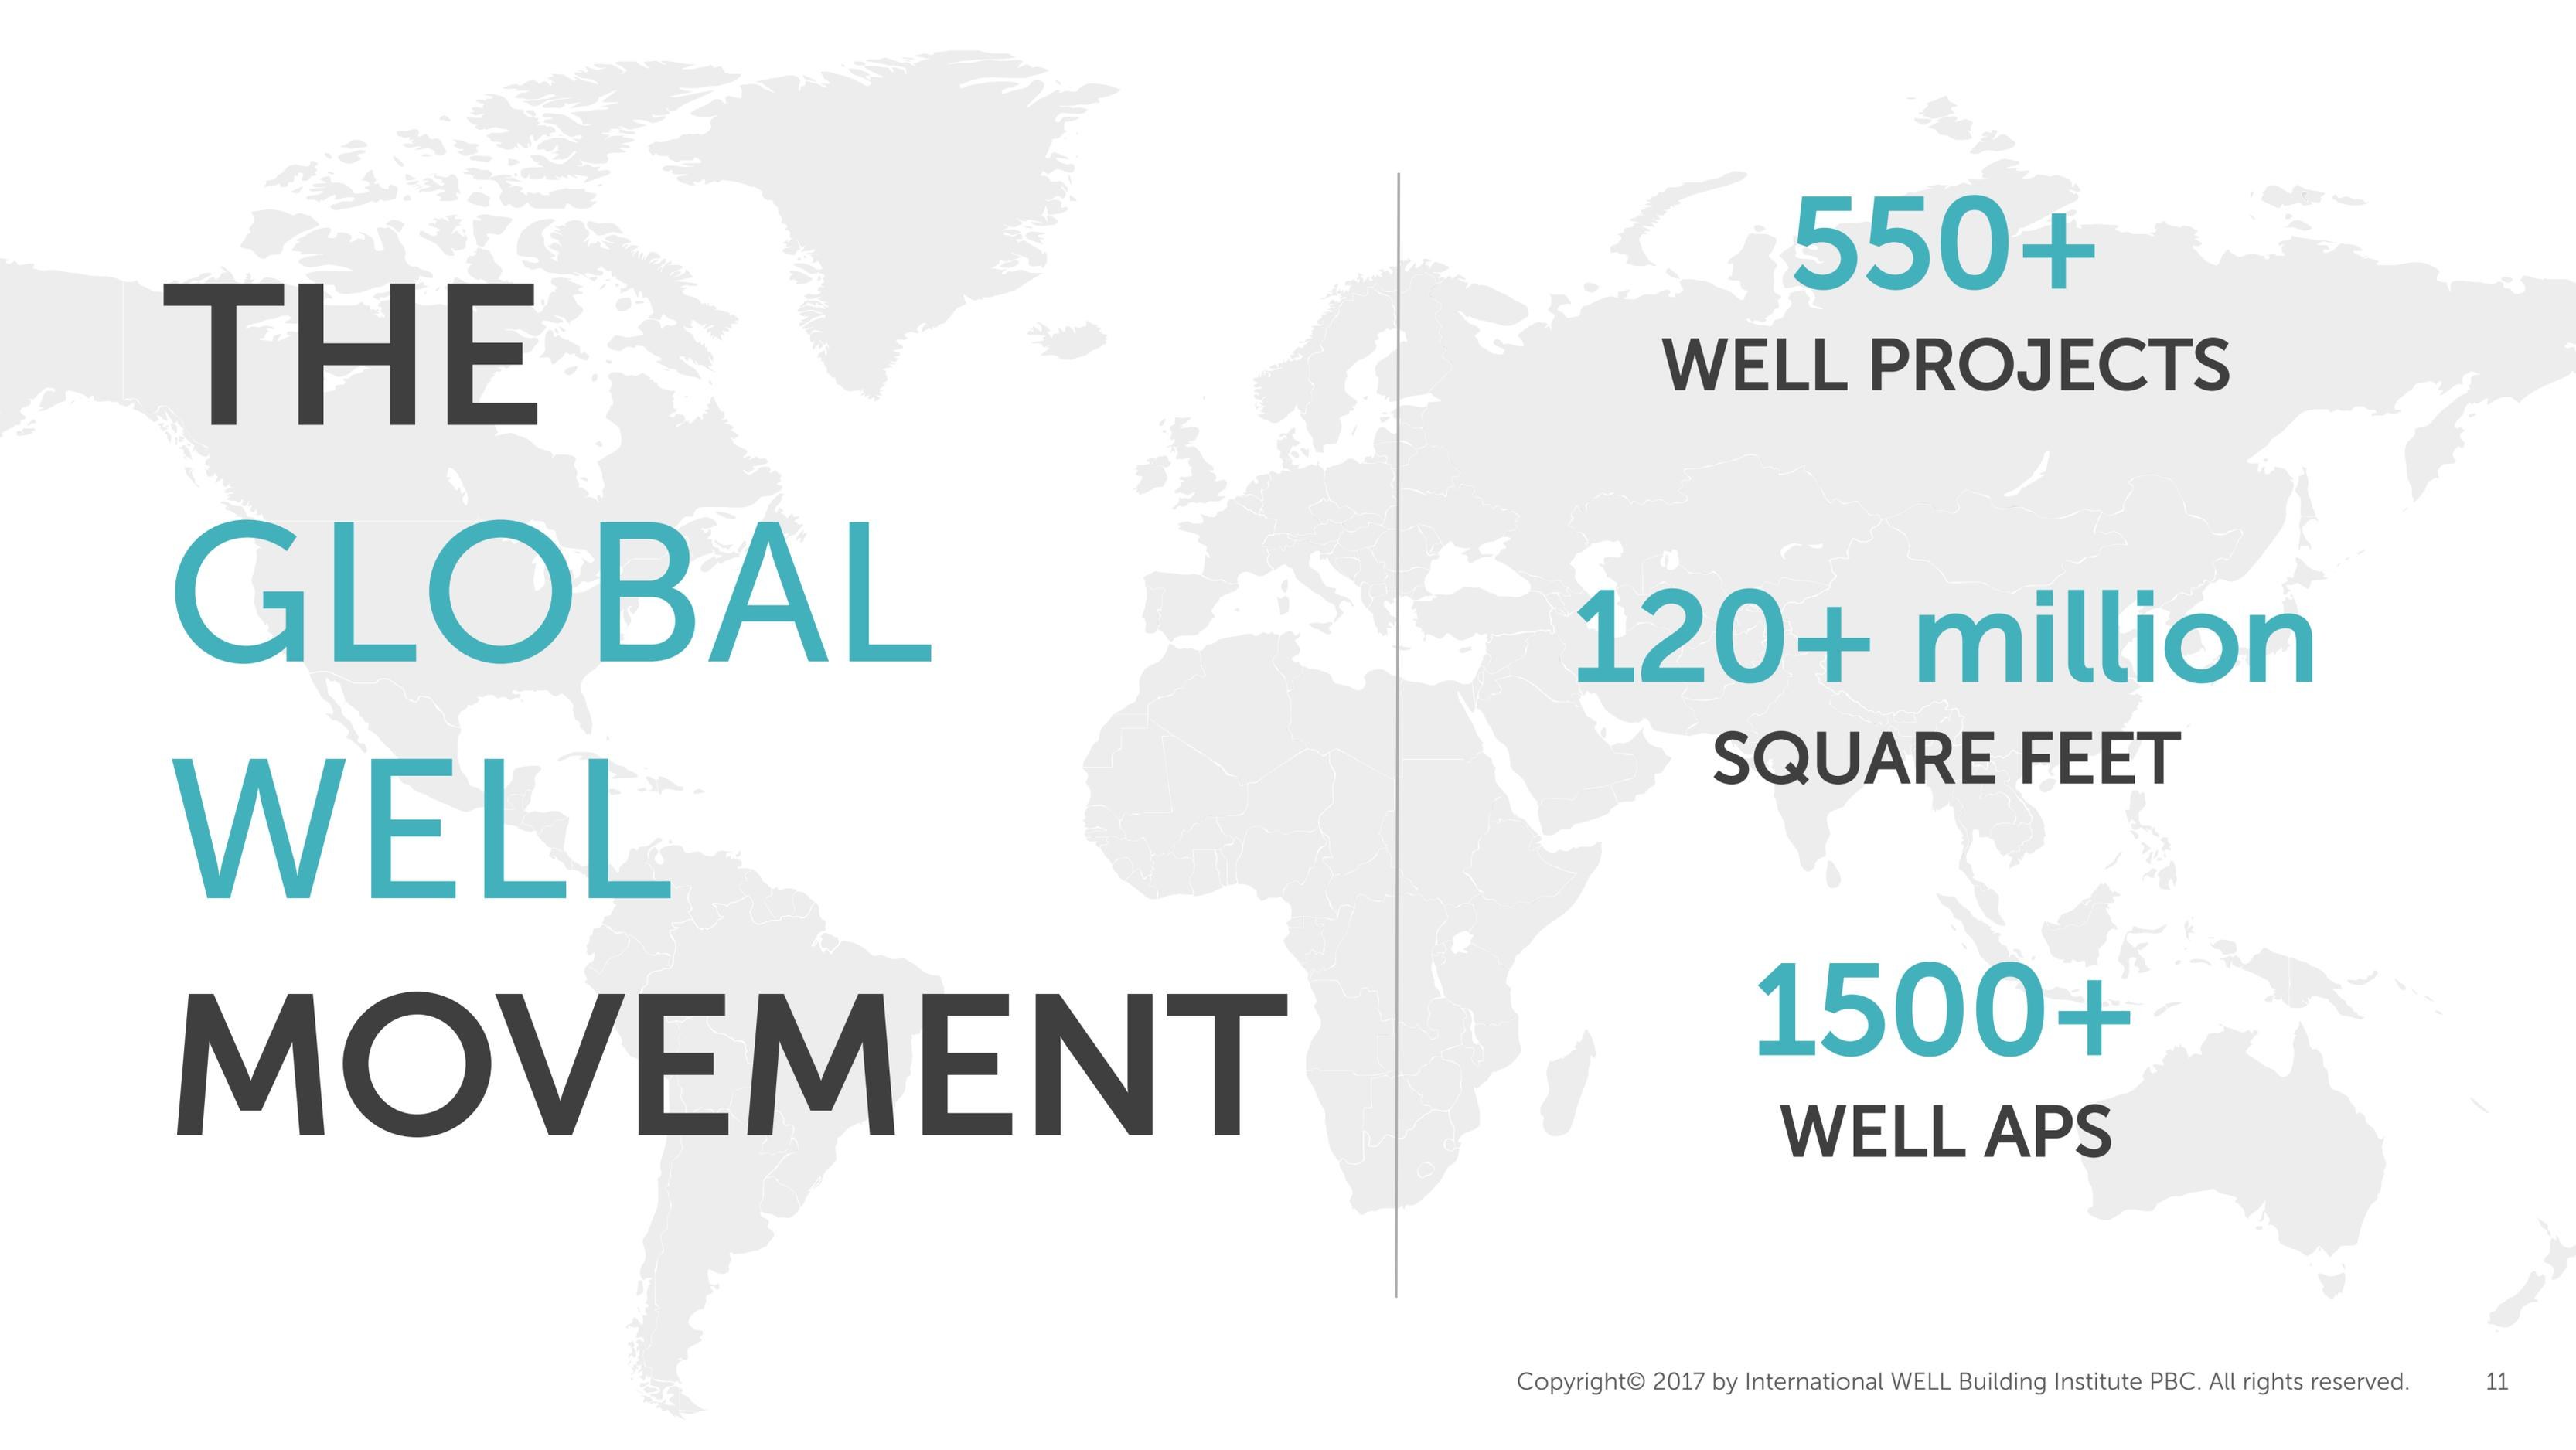 THE
GLOBAL
WELL
MOVEMENT
550+
WELL PROJECTS
120+ million
SQUARE FEET
1500+
WELL APS
Copyright© 2017 by International WELL Building Institute PBC. All rights reserved.
11